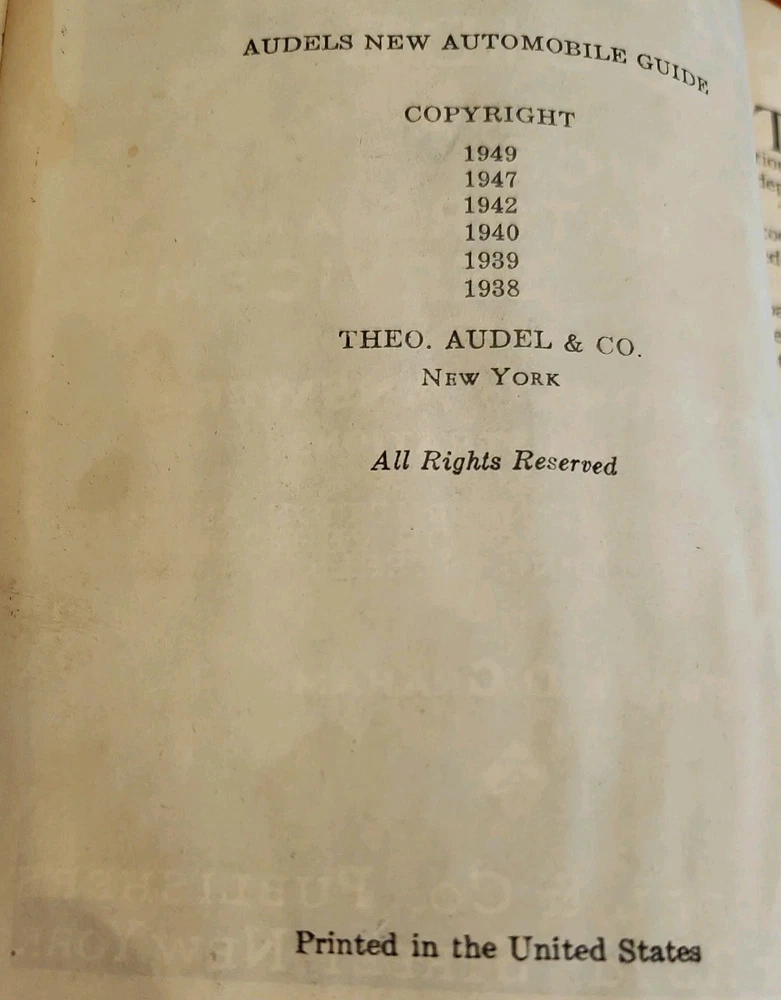 AUDELS NEW AUTOMOBILE GUIDE
COPYRIGHT
1949
1947
1942
1940
1939
1938
THEO. AUDEL & CO.
NEW YORK
All Rights Reserved
Printed in the United States